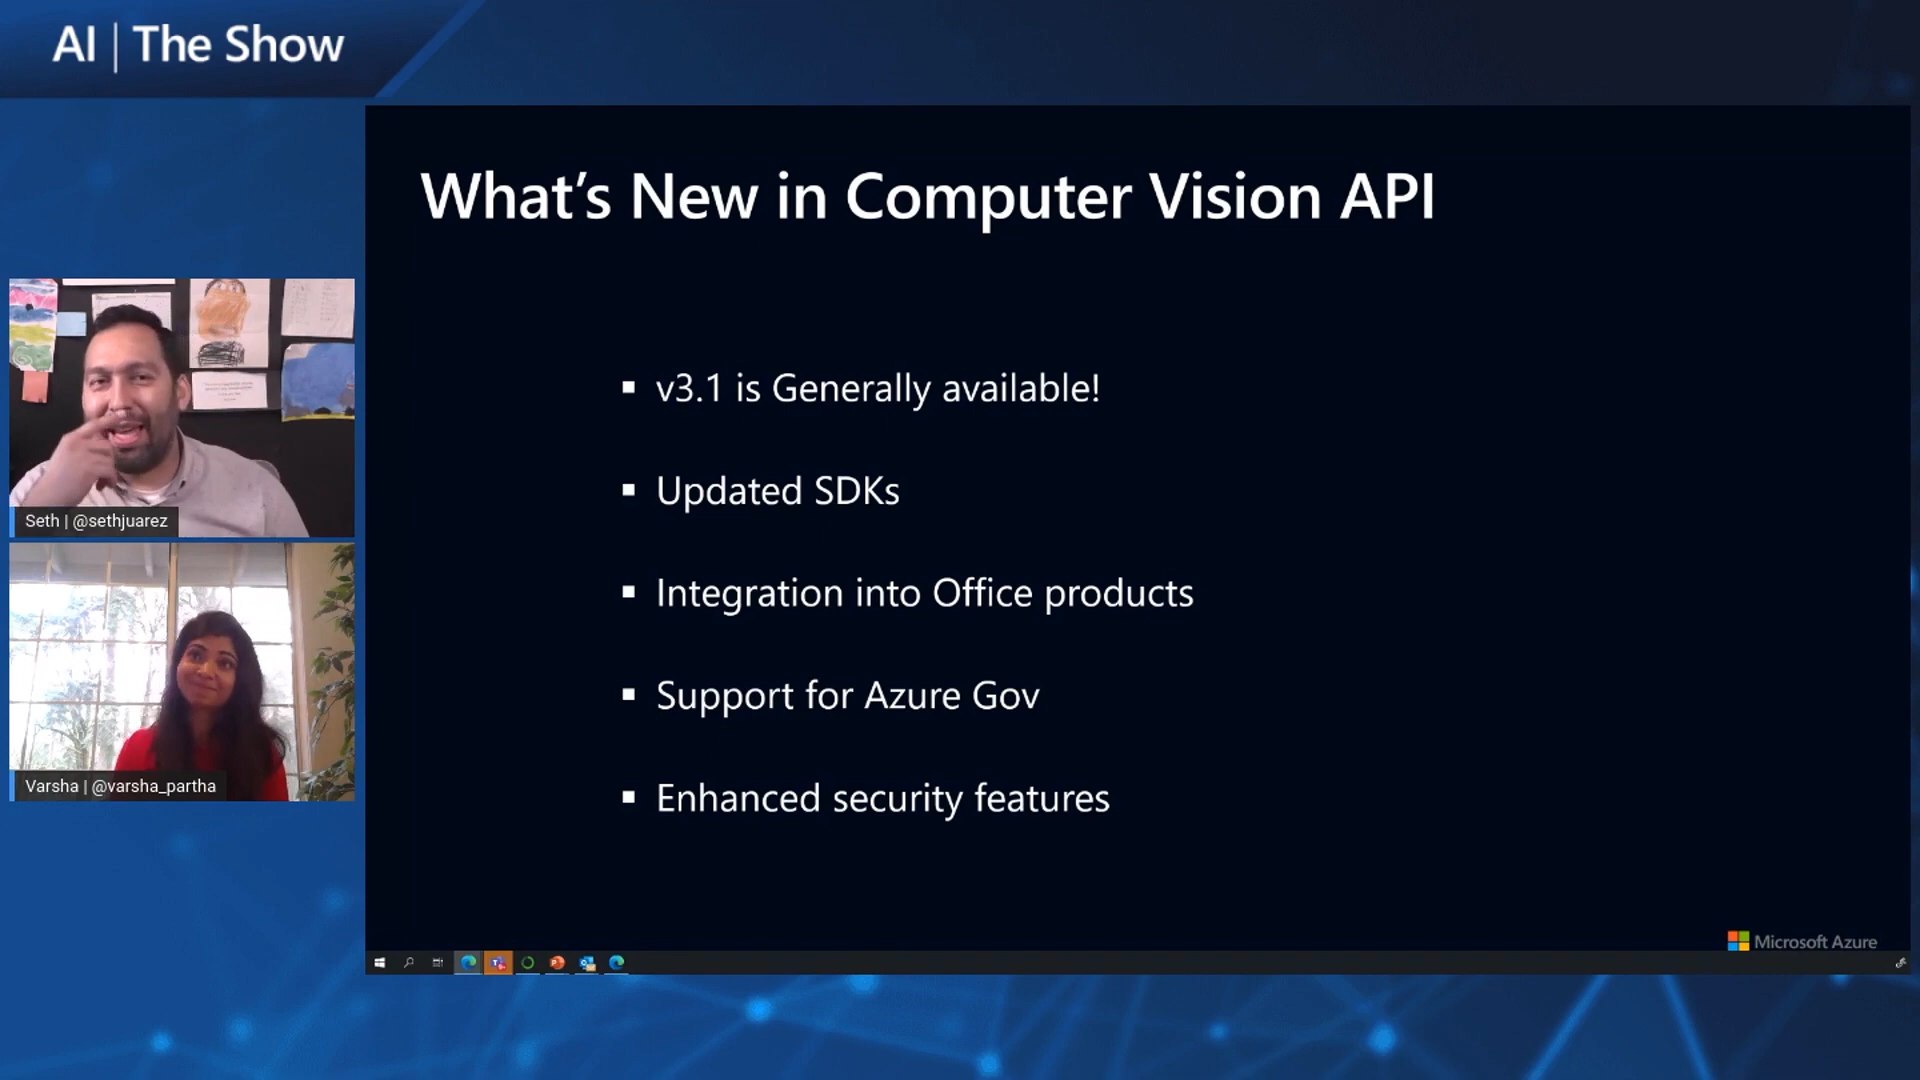 AI | The Show
What's New in Computer Vision API
▪ v3.1 is Generally available!
▪ Updated SDKs
▪ Integration into Office products
▪ Support for Azure Gov
▪ Enhanced security features
Seth | @sethjuarez
Varsha | @varsha_partha
Microsoft Azure